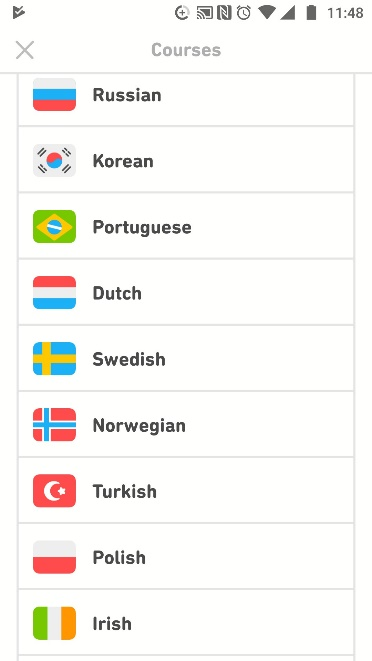 11:48
Courses
Russian
Korean
Portuguese
Dutch
Swedish
Norwegian
Turkish
Polish
Irish